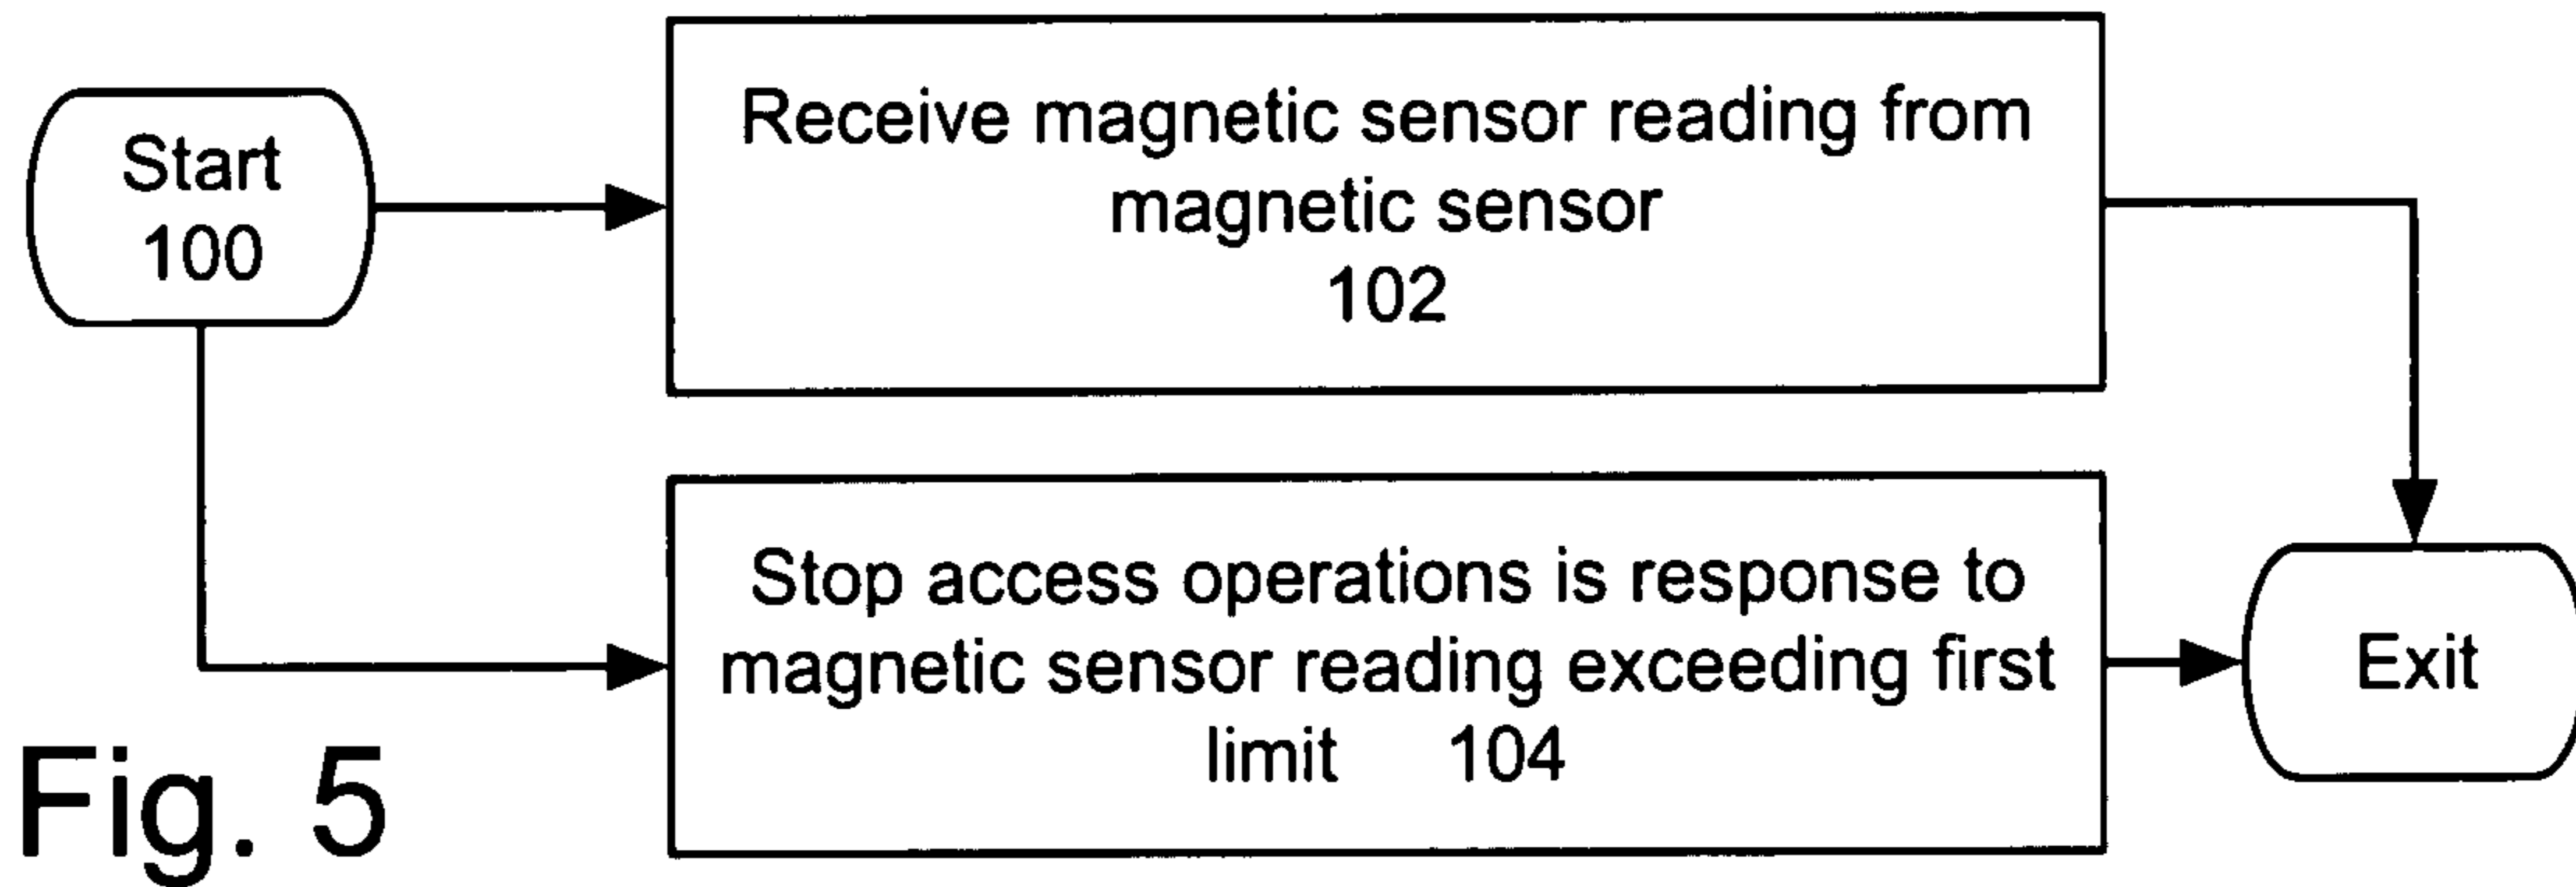 Start
100
Receive magnetic sensor reading from
magnetic sensor
102
Stop access operations is response to
magnetic sensor reading exceeding first
limit 104
Exit
Fig. 5